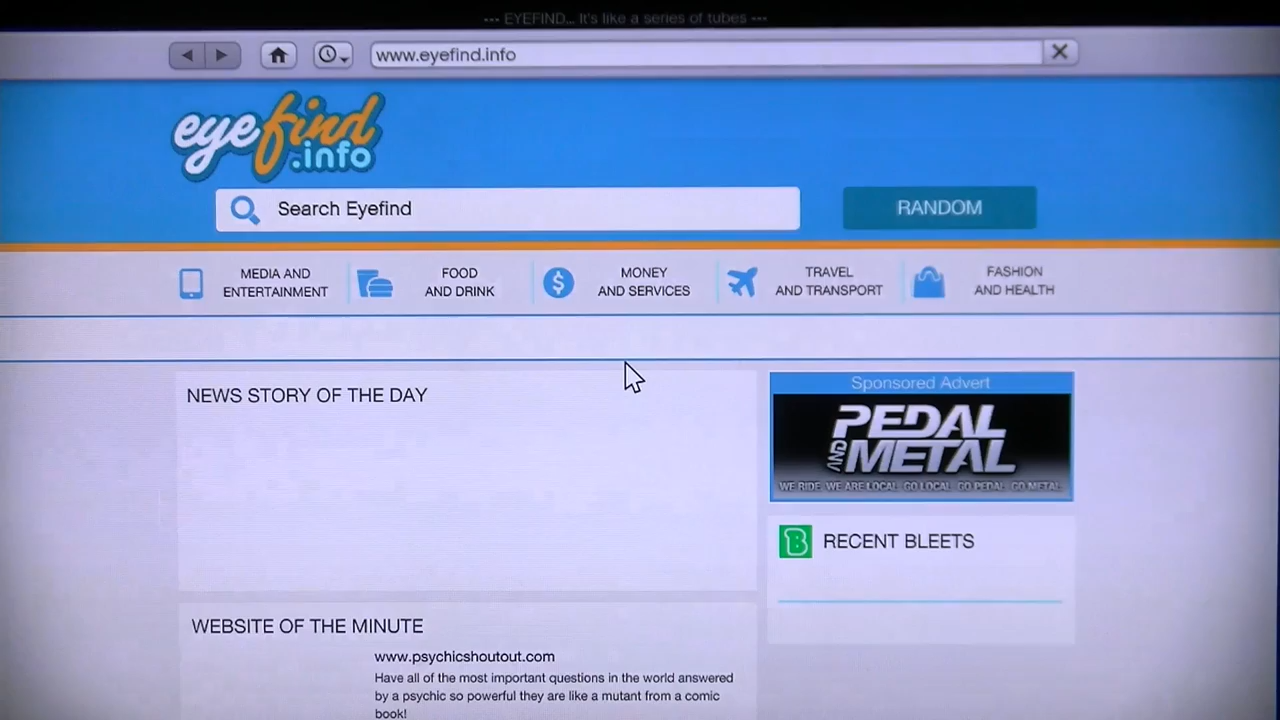 --- EYEFIND... It's like a series of tubes ---
www.eyefind.info
eyefind
.info
Search Eyefind
RANDOM
MEDIA AND
ENTERTAINMENT
FOOD
AND DRINK
MONEY
AND SERVICES
TRAVEL
AND TRANSPORT
FASHION
AND HEALTH
NEWS STORY OF THE DAY
Sponsored Advert
PEDAL
AND METAL
WE RIDE. WE ARE LOCAL. GO LOCAL. GO PEDAL. GO METAL.
B RECENT BLEETS
WEBSITE OF THE MINUTE
www.psychicshoutout.com
Have all of the most important questions in the world answered
by a psychic so powerful they are like a mutant from a comic
book!